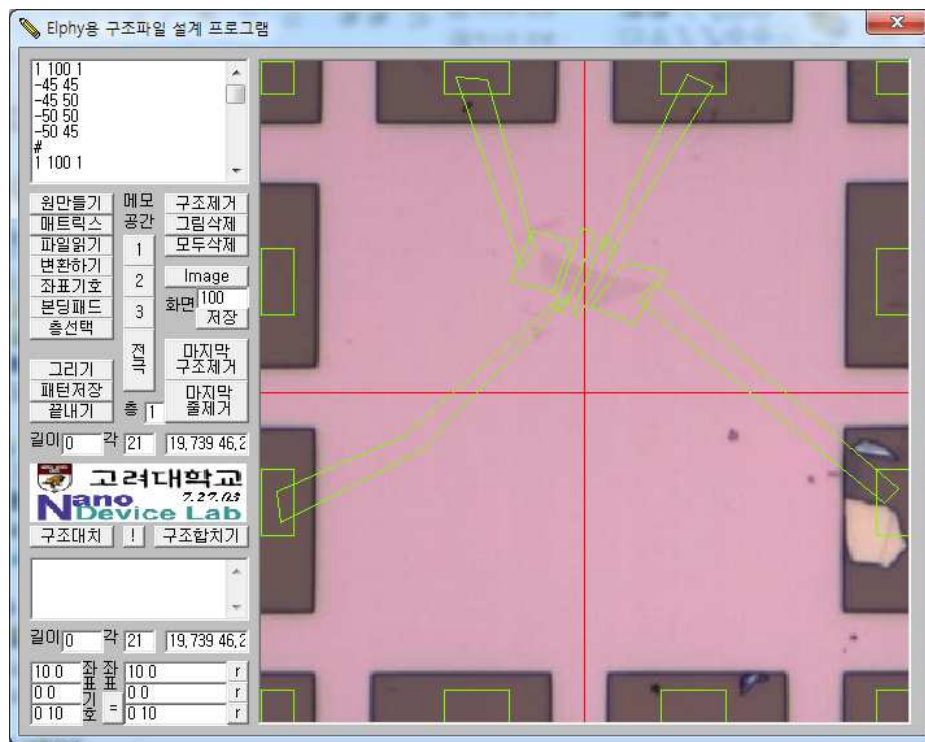 Elphy용 구조파일 설계 프로그램
1 100 1
-45 45
-45 50
-50 50
-50 45
#
1 100 1
원만들기
매트릭스
파일읽기
변환하기
좌표기호
본딩패드
층선택
그리기
패턴저장
끝내기
메모
공간
1
2
3
전극
층 1
구조제거
그림삭제
모두삭제
Image
화면 100
저장
마지막
구조제거
마지막
줄제거
길이 0 각 21 19,739 46,2
고려대학교
Nano 7.27.03
Device Lab
구조대치 ! 구조합치기
길이 0 각 21 19,739 46,2
10 0 좌표기호 좌표 = 10 0 r
0 0 0 0 r
0 10 0 10 r